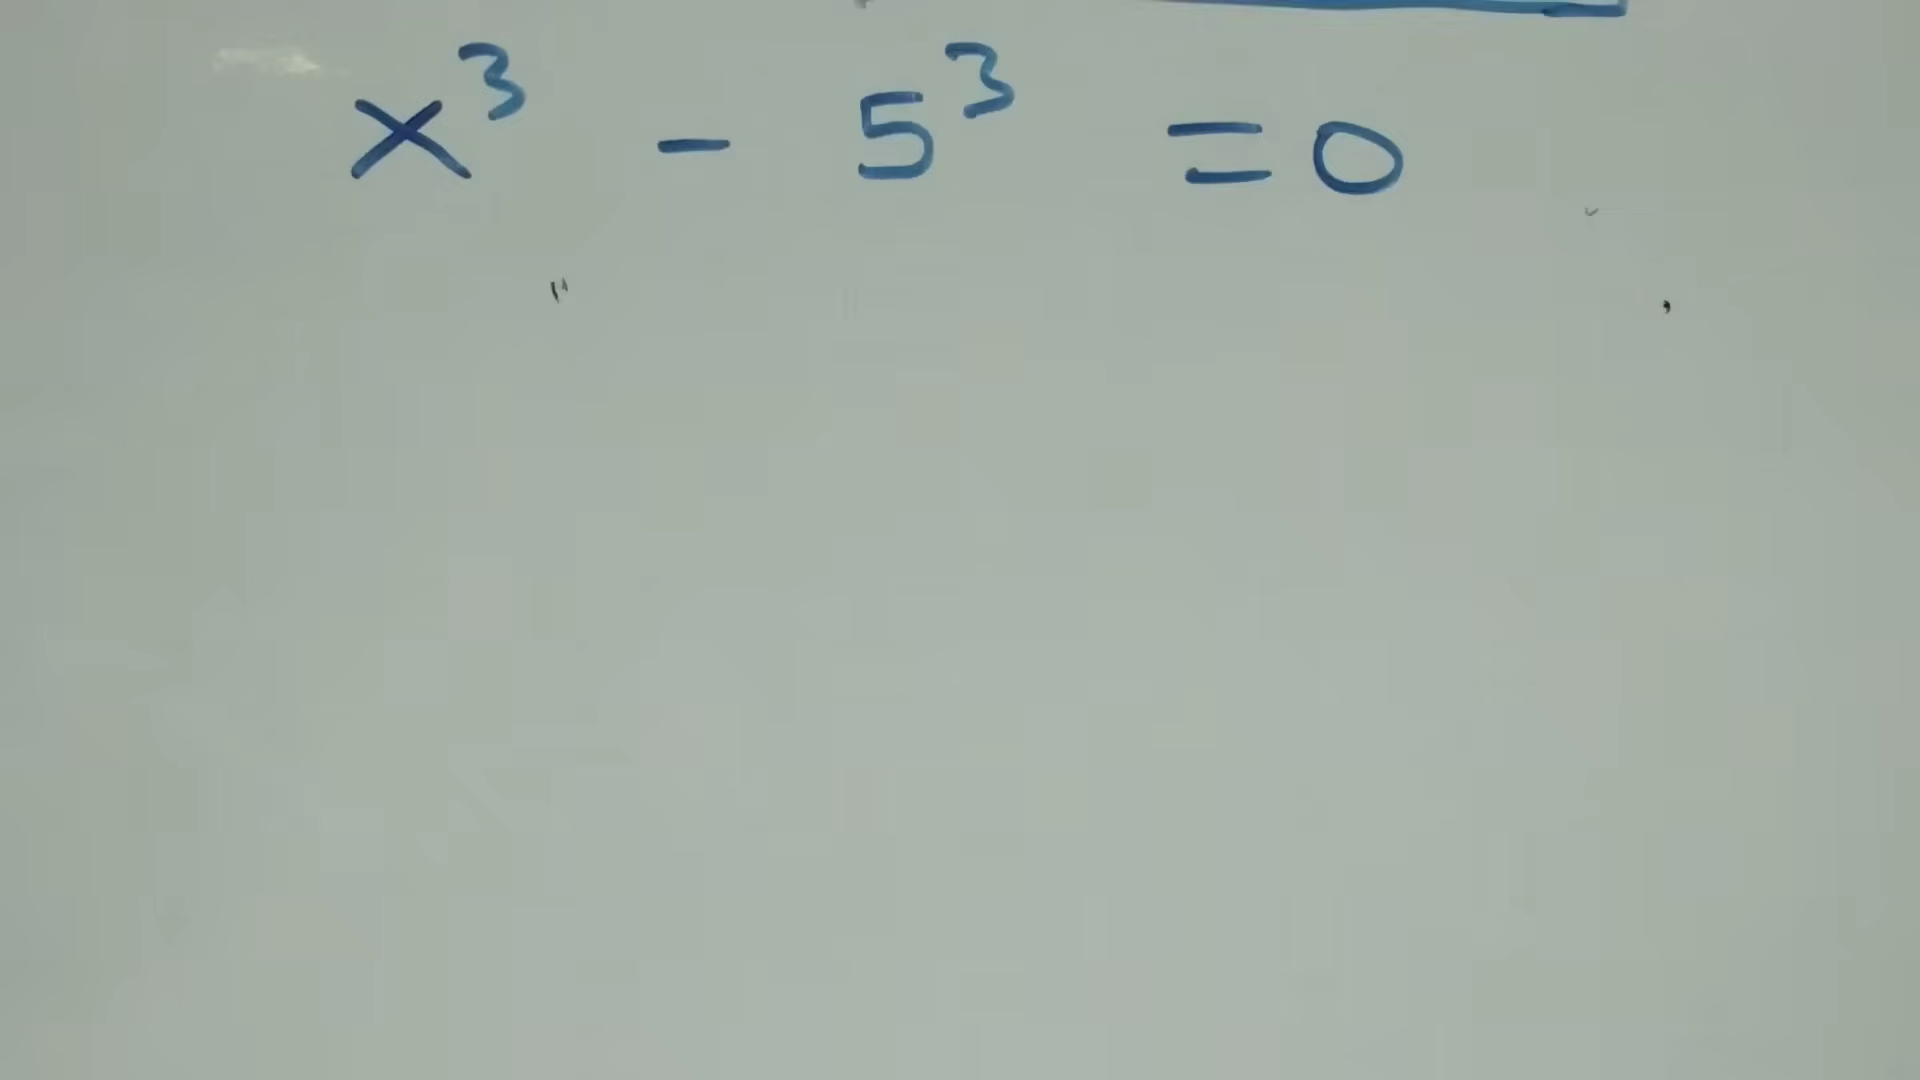 x³ - 5³ = 0